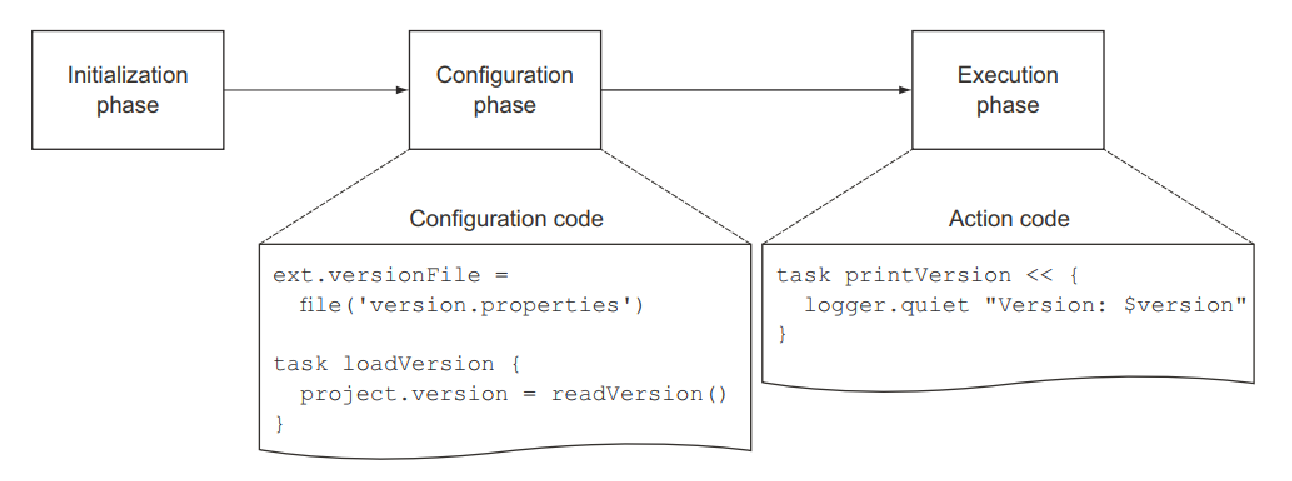 Initialization
phase
Configuration
phase
Execution
phase
Configuration code
ext.versionFile =
  file('version.properties')
task loadVersion {
  project.version = readVersion()
}
Action code
task printVersion << {
  logger.quiet "Version: $version"
}